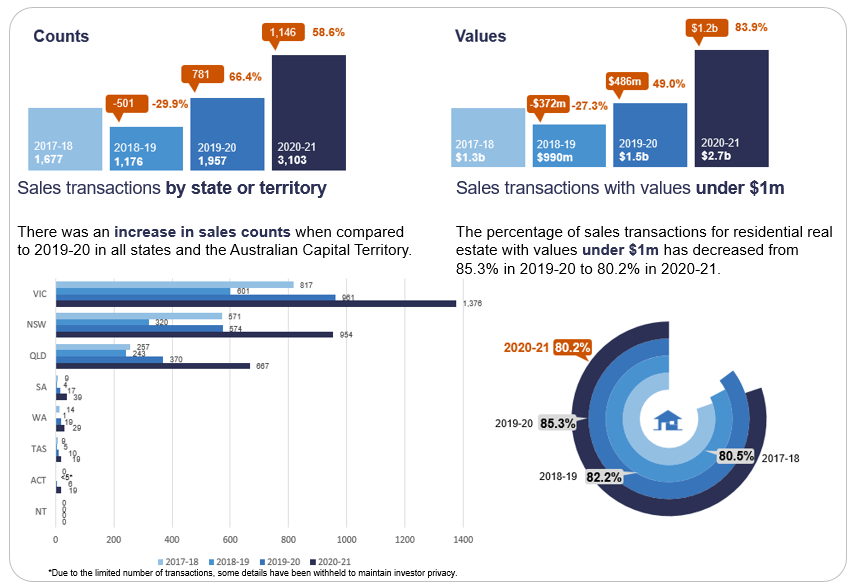 Counts
1,146 58.6%
781 66.4%
-501 -29.9%
2017-18
1,677
2018-19
1,176
2019-20
1,957
2020-21
3,103
Values
$1.2b 83.9%
$486m 49.0%
-$372m -27.3%
2017-18
$1.3b
2018-19
$990m
2019-20
$1.5b
2020-21
$2.7b
Sales transactions by state or territory
There was an increase in sales counts when compared
to 2019-20 in all states and the Australian Capital Territory.
VIC
817
601
961
1,376
NSW
571
320
574
954
QLD
257
243
370
667
SA
9
4
17
39
WA
14
1
19
29
TAS
9
5
10
19
ACT
0
<5*
6
19
NT
0
0
0
0
0 200 400 600 800 1000 1200 1400
2017-18 2018-19 2019-20 2020-21
*Due to the limited number of transactions, some details have been withheld to maintain investor privacy.
Sales transactions with values under $1m
The percentage of sales transactions for residential real
estate with values under $1m has decreased from
85.3% in 2019-20 to 80.2% in 2020-21.
2020-21 80.2%
2019-20 85.3%
2018-19 82.2%
80.5% 2017-18